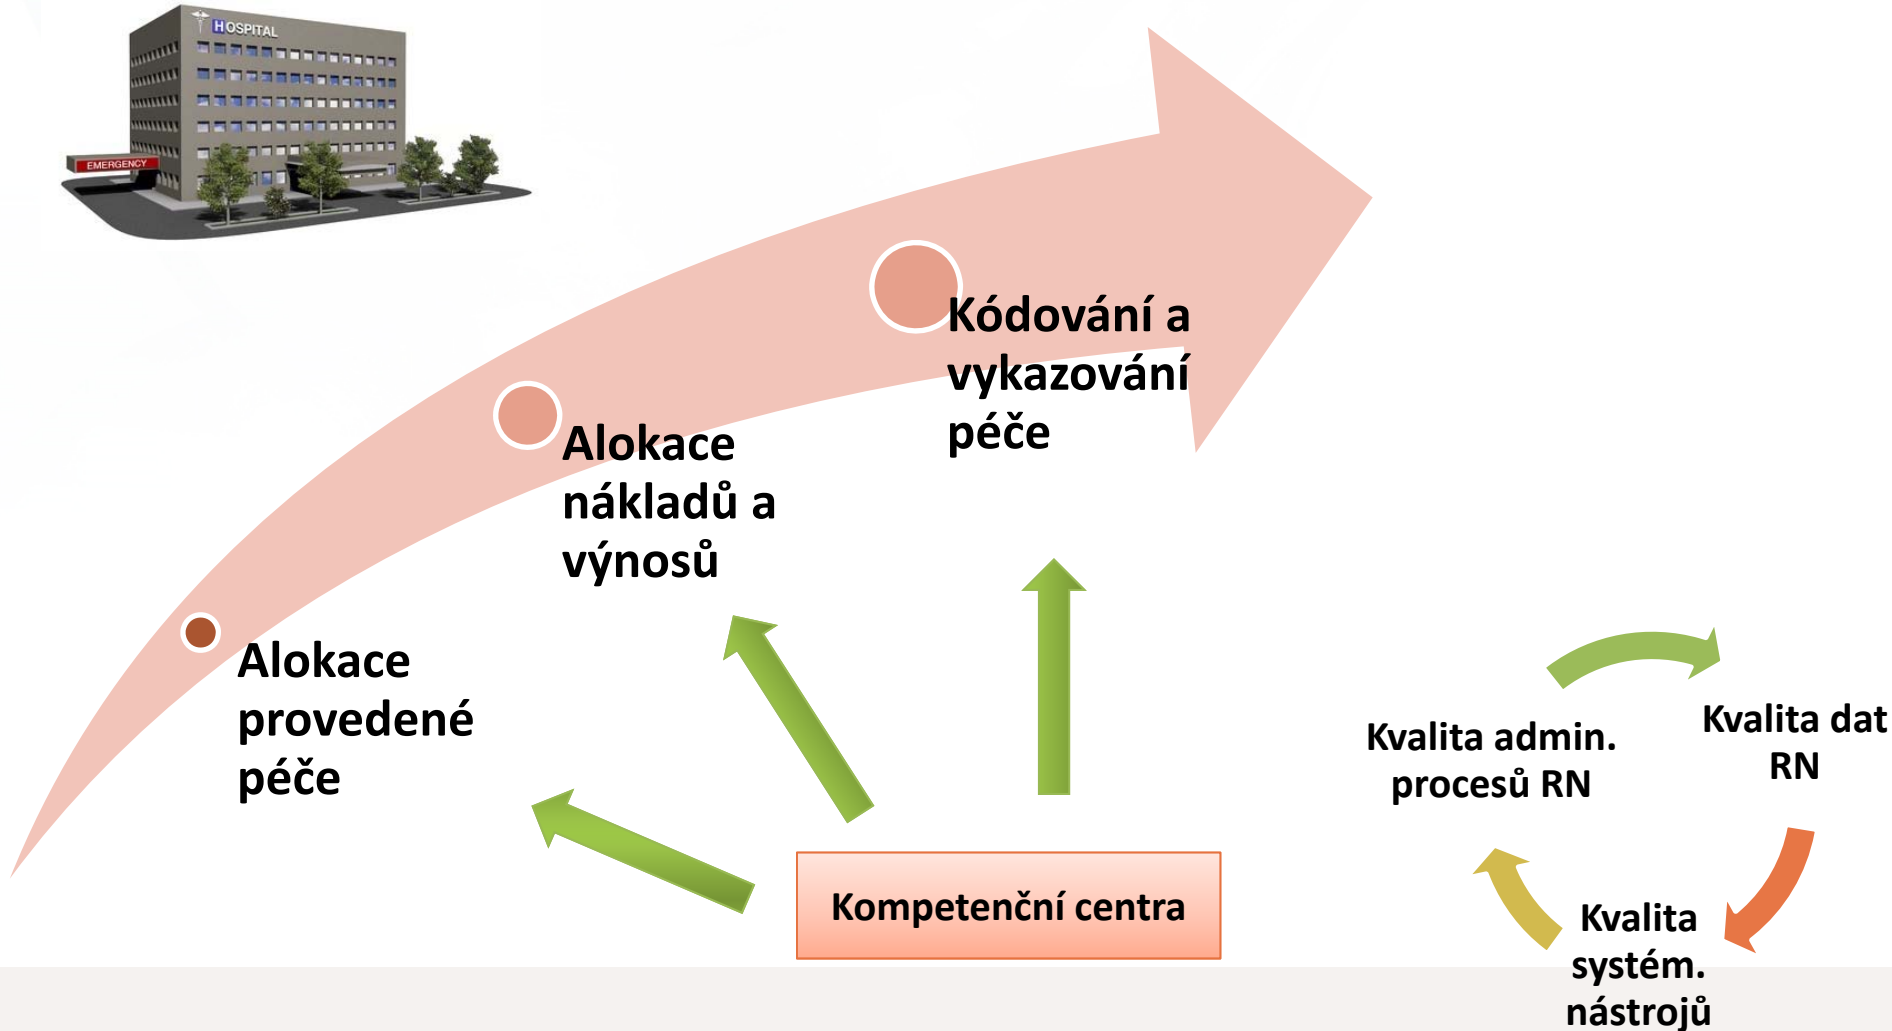 HOSPITAL
EMERGENCY
Kódování a
vykazování
péče
Alokace
nákladů a
výnosů
Alokace
provedené
péče
Kompetenční centra
Kvalita admin.
procesů RN
Kvalita dat
RN
Kvalita
systém.
nástrojů